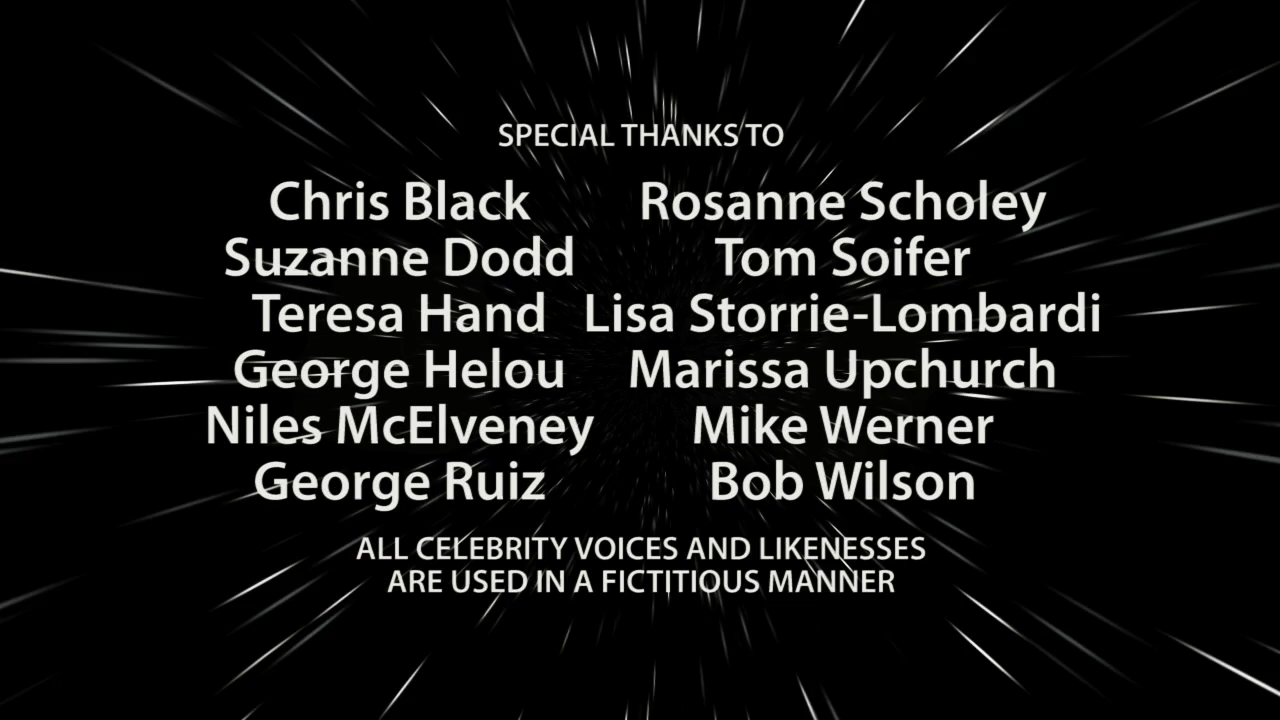 SPECIAL THANKS TO
Chris Black Rosanne Scholey
Suzanne Dodd Tom Soifer
Teresa Hand Lisa Storrie-Lombardi
George Helou Marissa Upchurch
Niles McElveney Mike Werner
George Ruiz Bob Wilson
ALL CELEBRITY VOICES AND LIKENESSES
ARE USED IN A FICTITIOUS MANNER